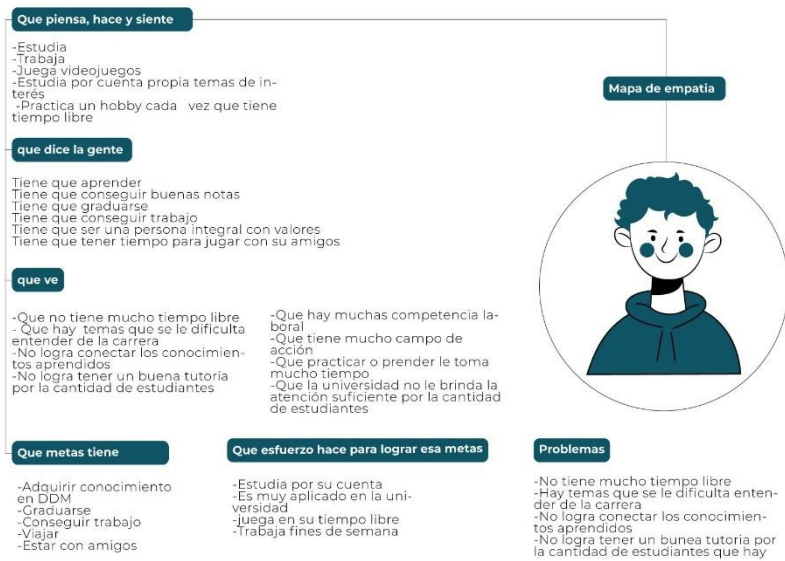 Que piensa, hace y siente
-Estudia
-Trabaja
-Juega videojuegos
-Estudia por cuenta propia temas de in-
terés
-Practica un hobby cada vez que tiene
tiempo libre
Mapa de empatia
que dice la gente
Tiene que aprender
Tiene que conseguir buenas notas
Tiene que graduarse
Tiene que conseguir trabajo
Tiene que ser una persona integral con valores
Tiene que tener tiempo para jugar con su amigos
que ve
-Que no tiene mucho tiempo libre
- Que hay temas que se le dificulta
entender de la carrera
-No logra conectar los conocimien-
tos aprendidos
-No logra tener un buena tutoría
por la cantidad de estudiantes
-Que hay muchas competencia la-
boral
-Que tiene mucho campo de
acción
-Que practicar o prender le toma
mucho tiempo
-Que la universidad no le brinda la
atención suficiente por la cantidad
de estudiantes
Que metas tiene
-Adquirir conocimiento
en DDM
-Graduarse
-Conseguir trabajo
-Viajar
-Estar con amigos
Que esfuerzo hace para lograr esa metas
-Estudia por su cuenta
-Es muy aplicado en la uni-
versidad
-juega en su tiempo libre
-Trabaja fines de semana
Problemas
-No tiene mucho tiempo libre
-Hay temas que se le dificulta enten-
der de la carrera
-No logra conectar los conocimien-
tos aprendidos
-No logra tener un bunea tutoria por
la cantidad de estudiantes que hay